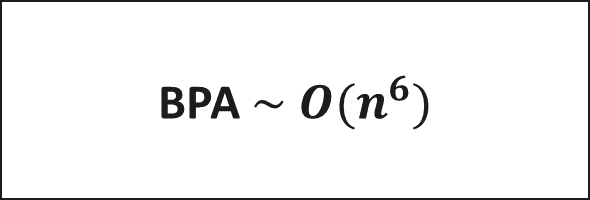 BPA ~ O(n⁶)